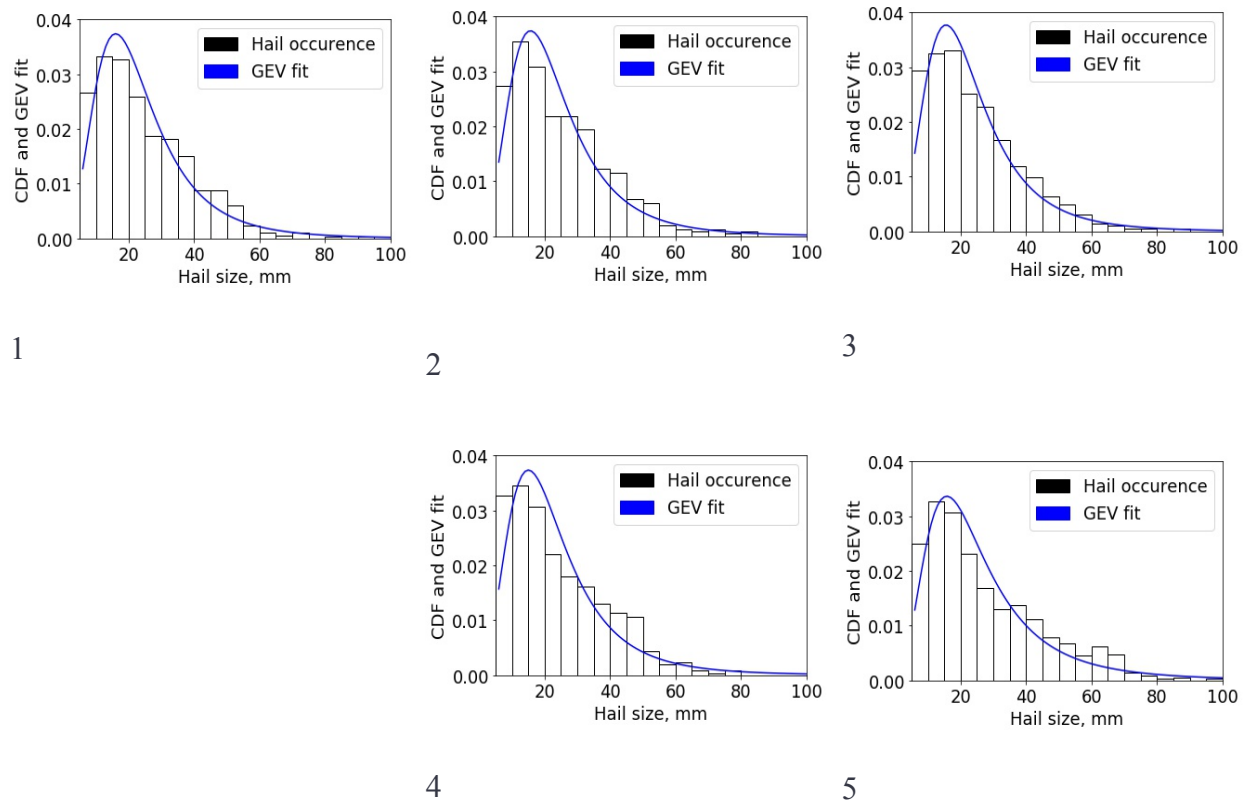 0.04
0.03
0.02
0.01
0.00
CDF and GEV fit
Hail occurence
GEV fit
20 40 60 80 100
Hail size, mm
1
0.04
0.03
0.02
0.01
0.00
CDF and GEV fit
Hail occurence
GEV fit
20 40 60 80 100
Hail size, mm
2
0.04
0.03
0.02
0.01
0.00
CDF and GEV fit
Hail occurence
GEV fit
20 40 60 80 100
Hail size, mm
3
0.04
0.03
0.02
0.01
0.00
CDF and GEV fit
Hail occurence
GEV fit
20 40 60 80 100
Hail size, mm
4
0.04
0.03
0.02
0.01
0.00
CDF and GEV fit
Hail occurence
GEV fit
20 40 60 80 100
Hail size, mm
5